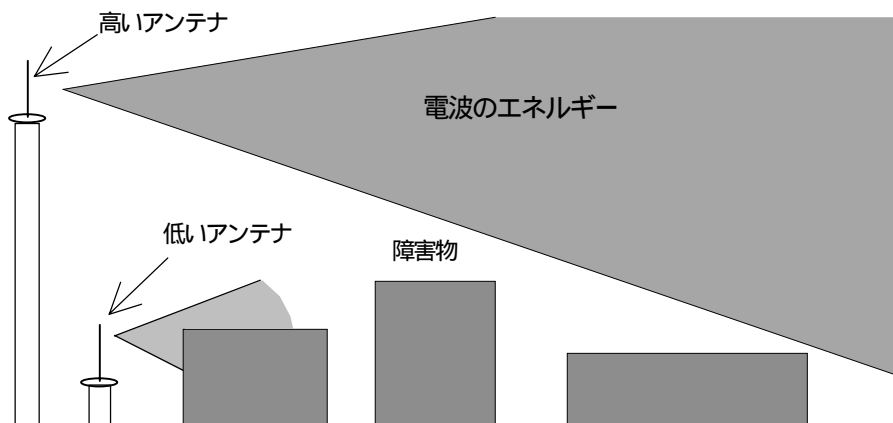 高いアンテナ
電波のエネルギー
低いアンテナ
障害物